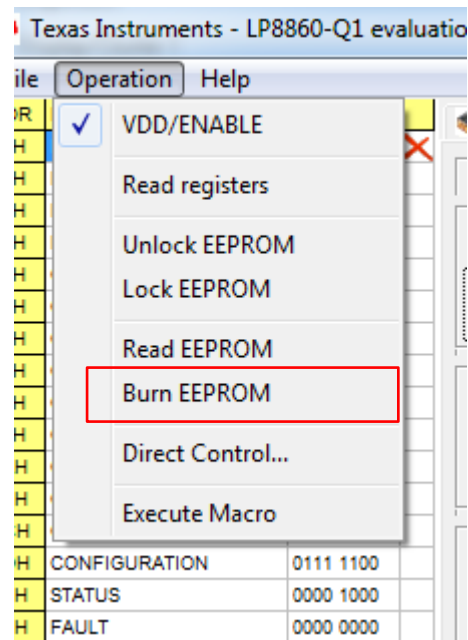 Texas Instruments - LP8860-Q1 evaluatio
ile Operation Help
VDD/ENABLE
Read registers
Unlock EEPROM
Lock EEPROM
Read EEPROM
Burn EEPROM
Direct Control...
Execute Macro
H CONFIGURATION 0111 1100
H STATUS 0000 1000
H FAULT 0000 0000